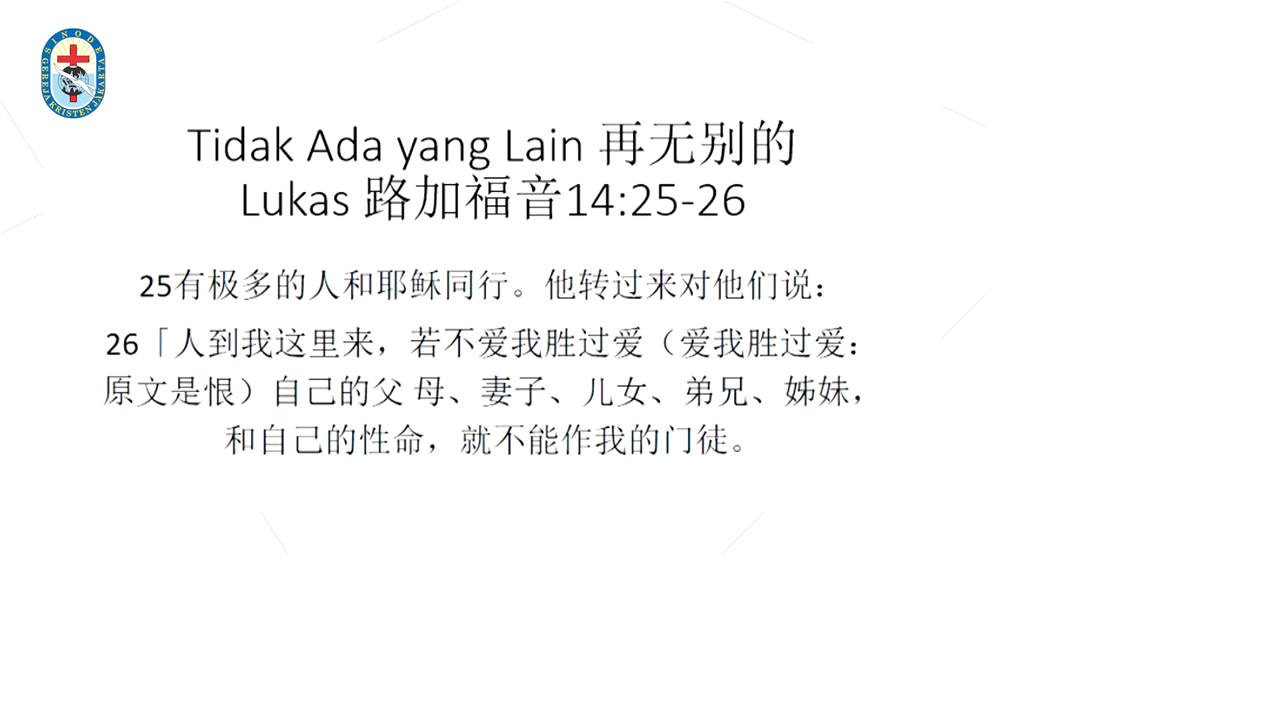 SINODE GEREJA KRISTEN JAKARTA
Tidak Ada yang Lain 再无别的
Lukas 路加福音14:25-26
25有极多的人和耶稣同行。他转过来对他们说：
26「人到我这里来，若不爱我胜过爱（爱我胜过爱：
原文是恨）自己的父 母、妻子、儿女、弟兄、姊妹，
和自己的性命，就不能作我的门徒。